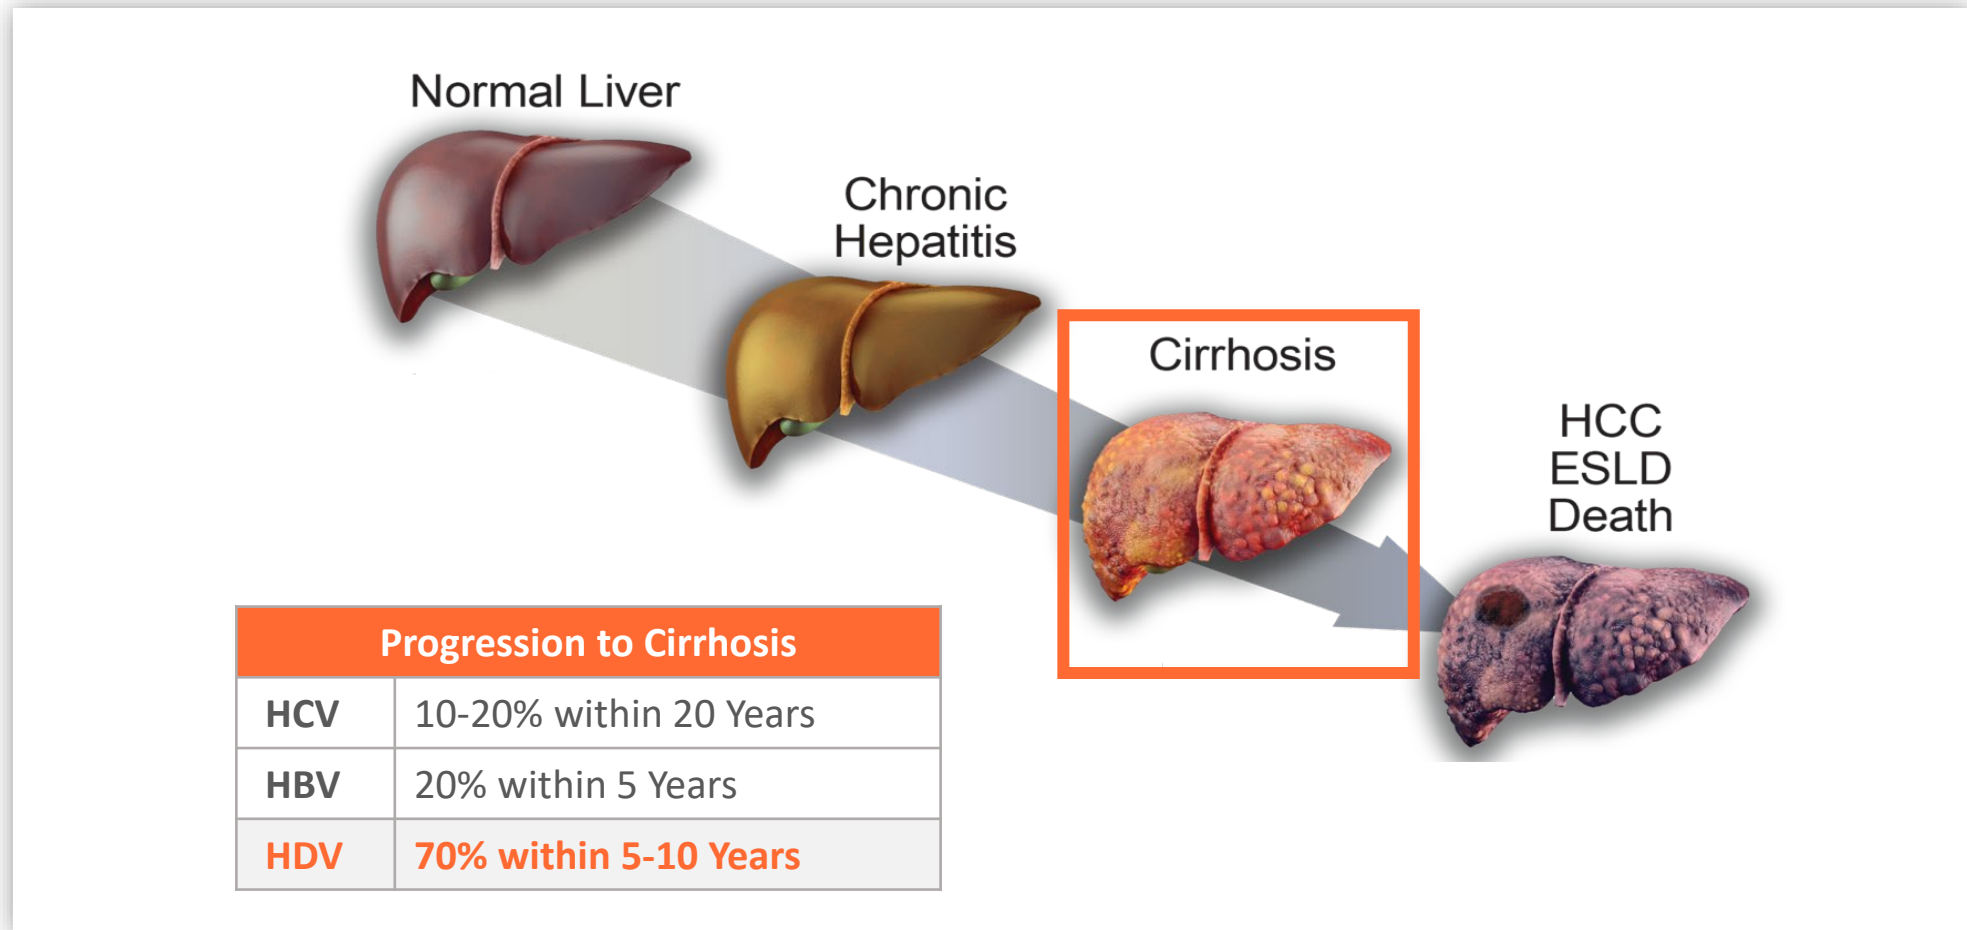 Normal Liver
Chronic
Hepatitis
Cirrhosis
HCC
ESLD
Death
Progression to Cirrhosis
HCV 10-20% within 20 Years
HBV 20% within 5 Years
HDV 70% within 5-10 Years